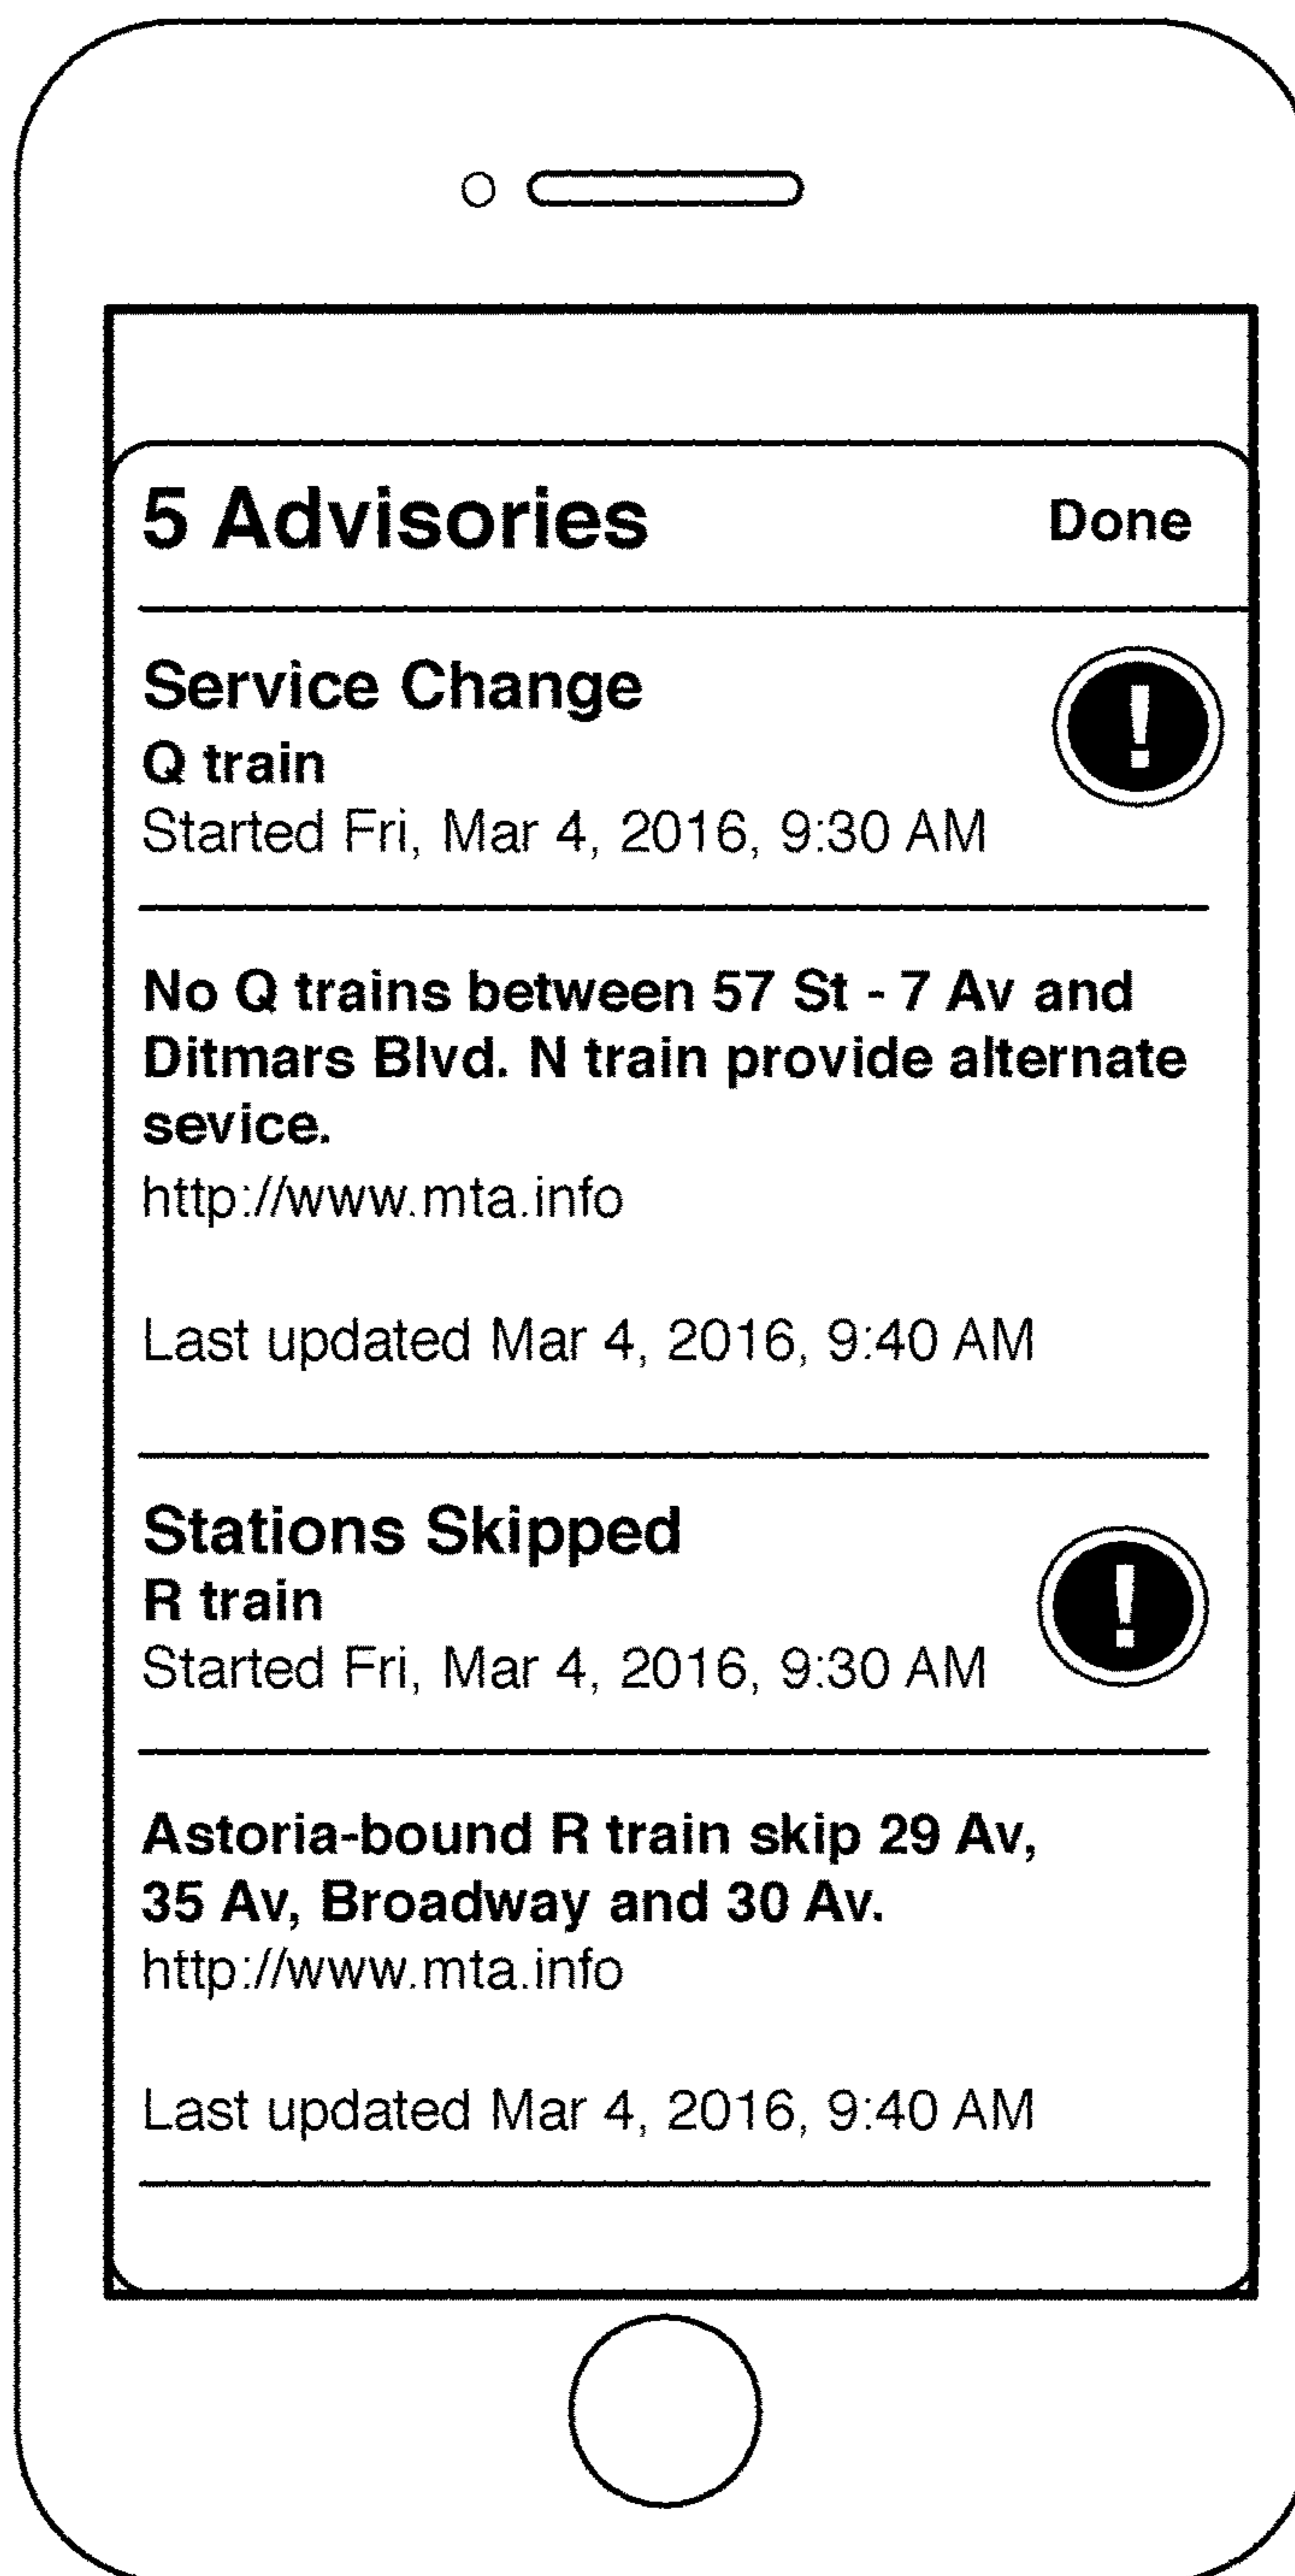 5 Advisories Done
Service Change
Q train
Started Fri, Mar 4, 2016, 9:30 AM
!
No Q trains between 57 St - 7 Av and
Ditmars Blvd. N train provide alternate
sevice.
http://www.mta.info
Last updated Mar 4, 2016, 9:40 AM
Stations Skipped
R train
Started Fri, Mar 4, 2016, 9:30 AM
!
Astoria-bound R train skip 29 Av,
35 Av, Broadway and 30 Av.
http://www.mta.info
Last updated Mar 4, 2016, 9:40 AM